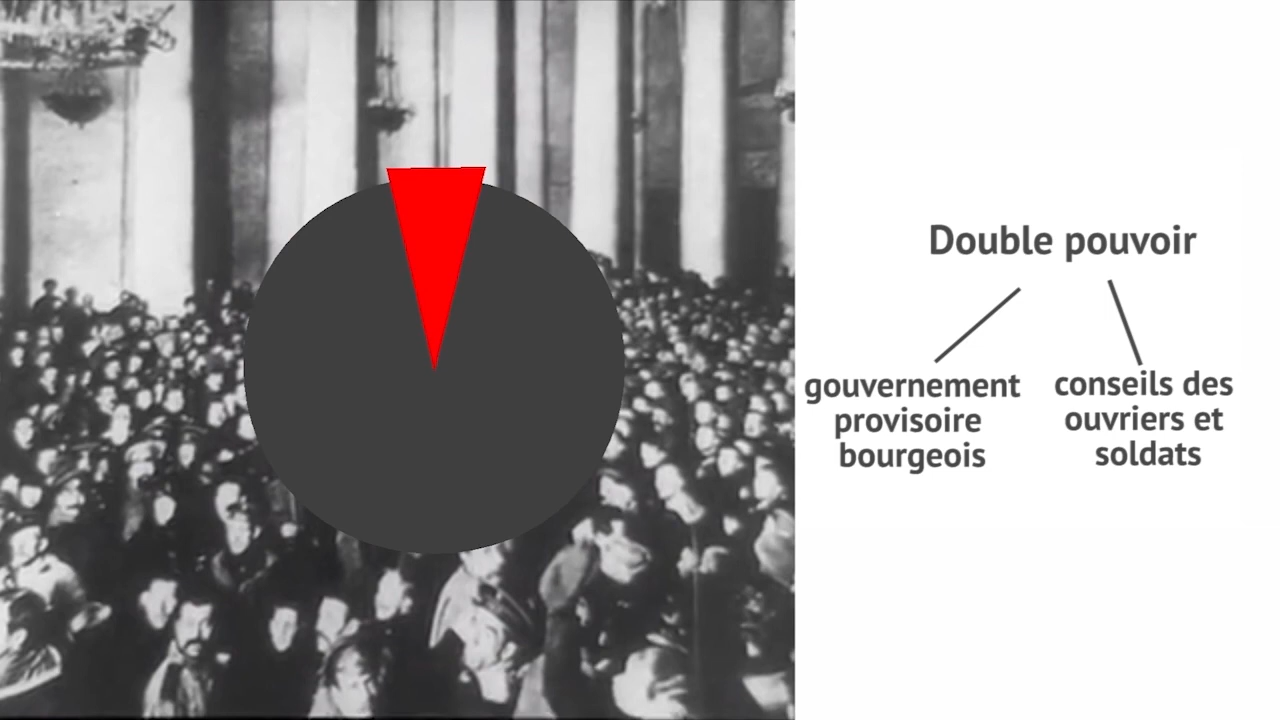 Double pouvoir
gouvernement
provisoire
bourgeois
conseils des
ouvriers et
soldats